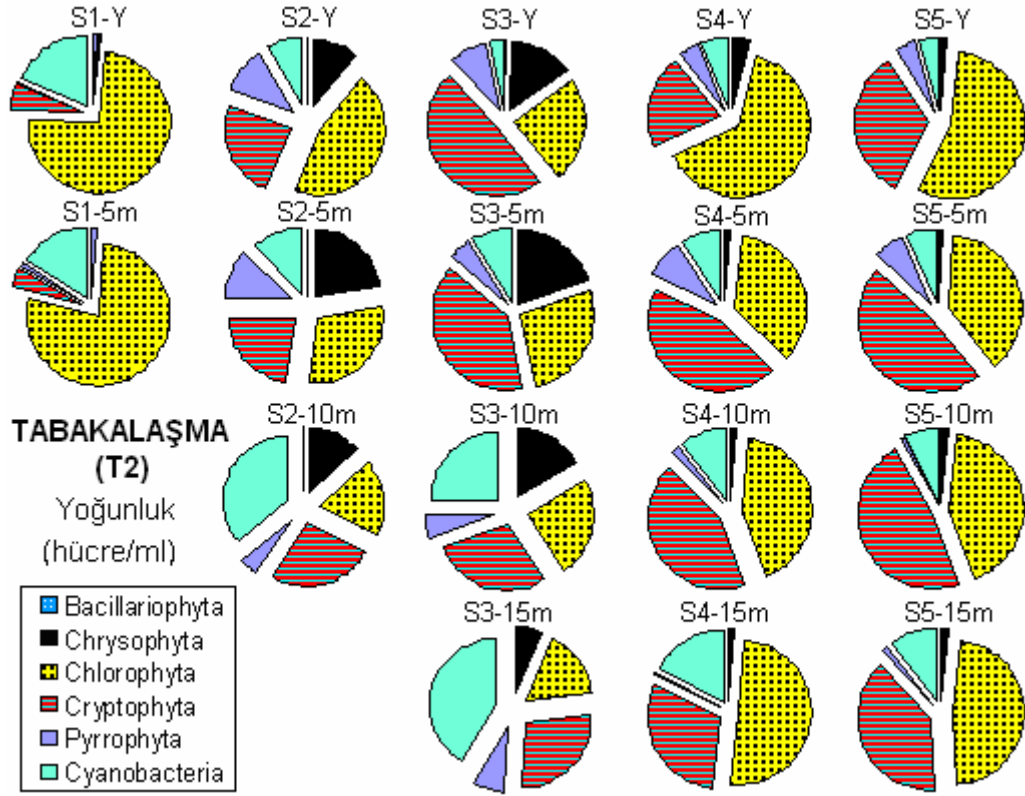 S1-Y S2-Y S3-Y S4-Y S5-Y
S1-5m S2-5m S3-5m S4-5m S5-5m
S2-10m S3-10m S4-10m S5-10m
TABAKALAŞMA
(T2)
Yoğunluk
(hücre/ml)
S3-15m S4-15m S5-15m
Bacillariophyta
Chrysophyta
Chlorophyta
Cryptophyta
Pyrrophyta
Cyanobacteria